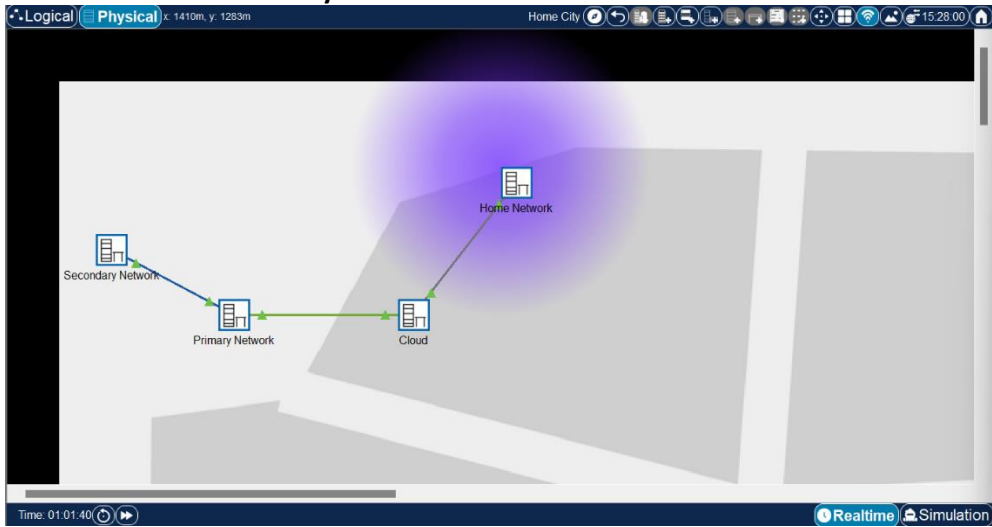 Logical Physical x: 1410m, y: 1283m Home City 15:28:00
Home Network
Secondary Network
Primary Network Cloud
Time: 01:01:40 Realtime Simulation